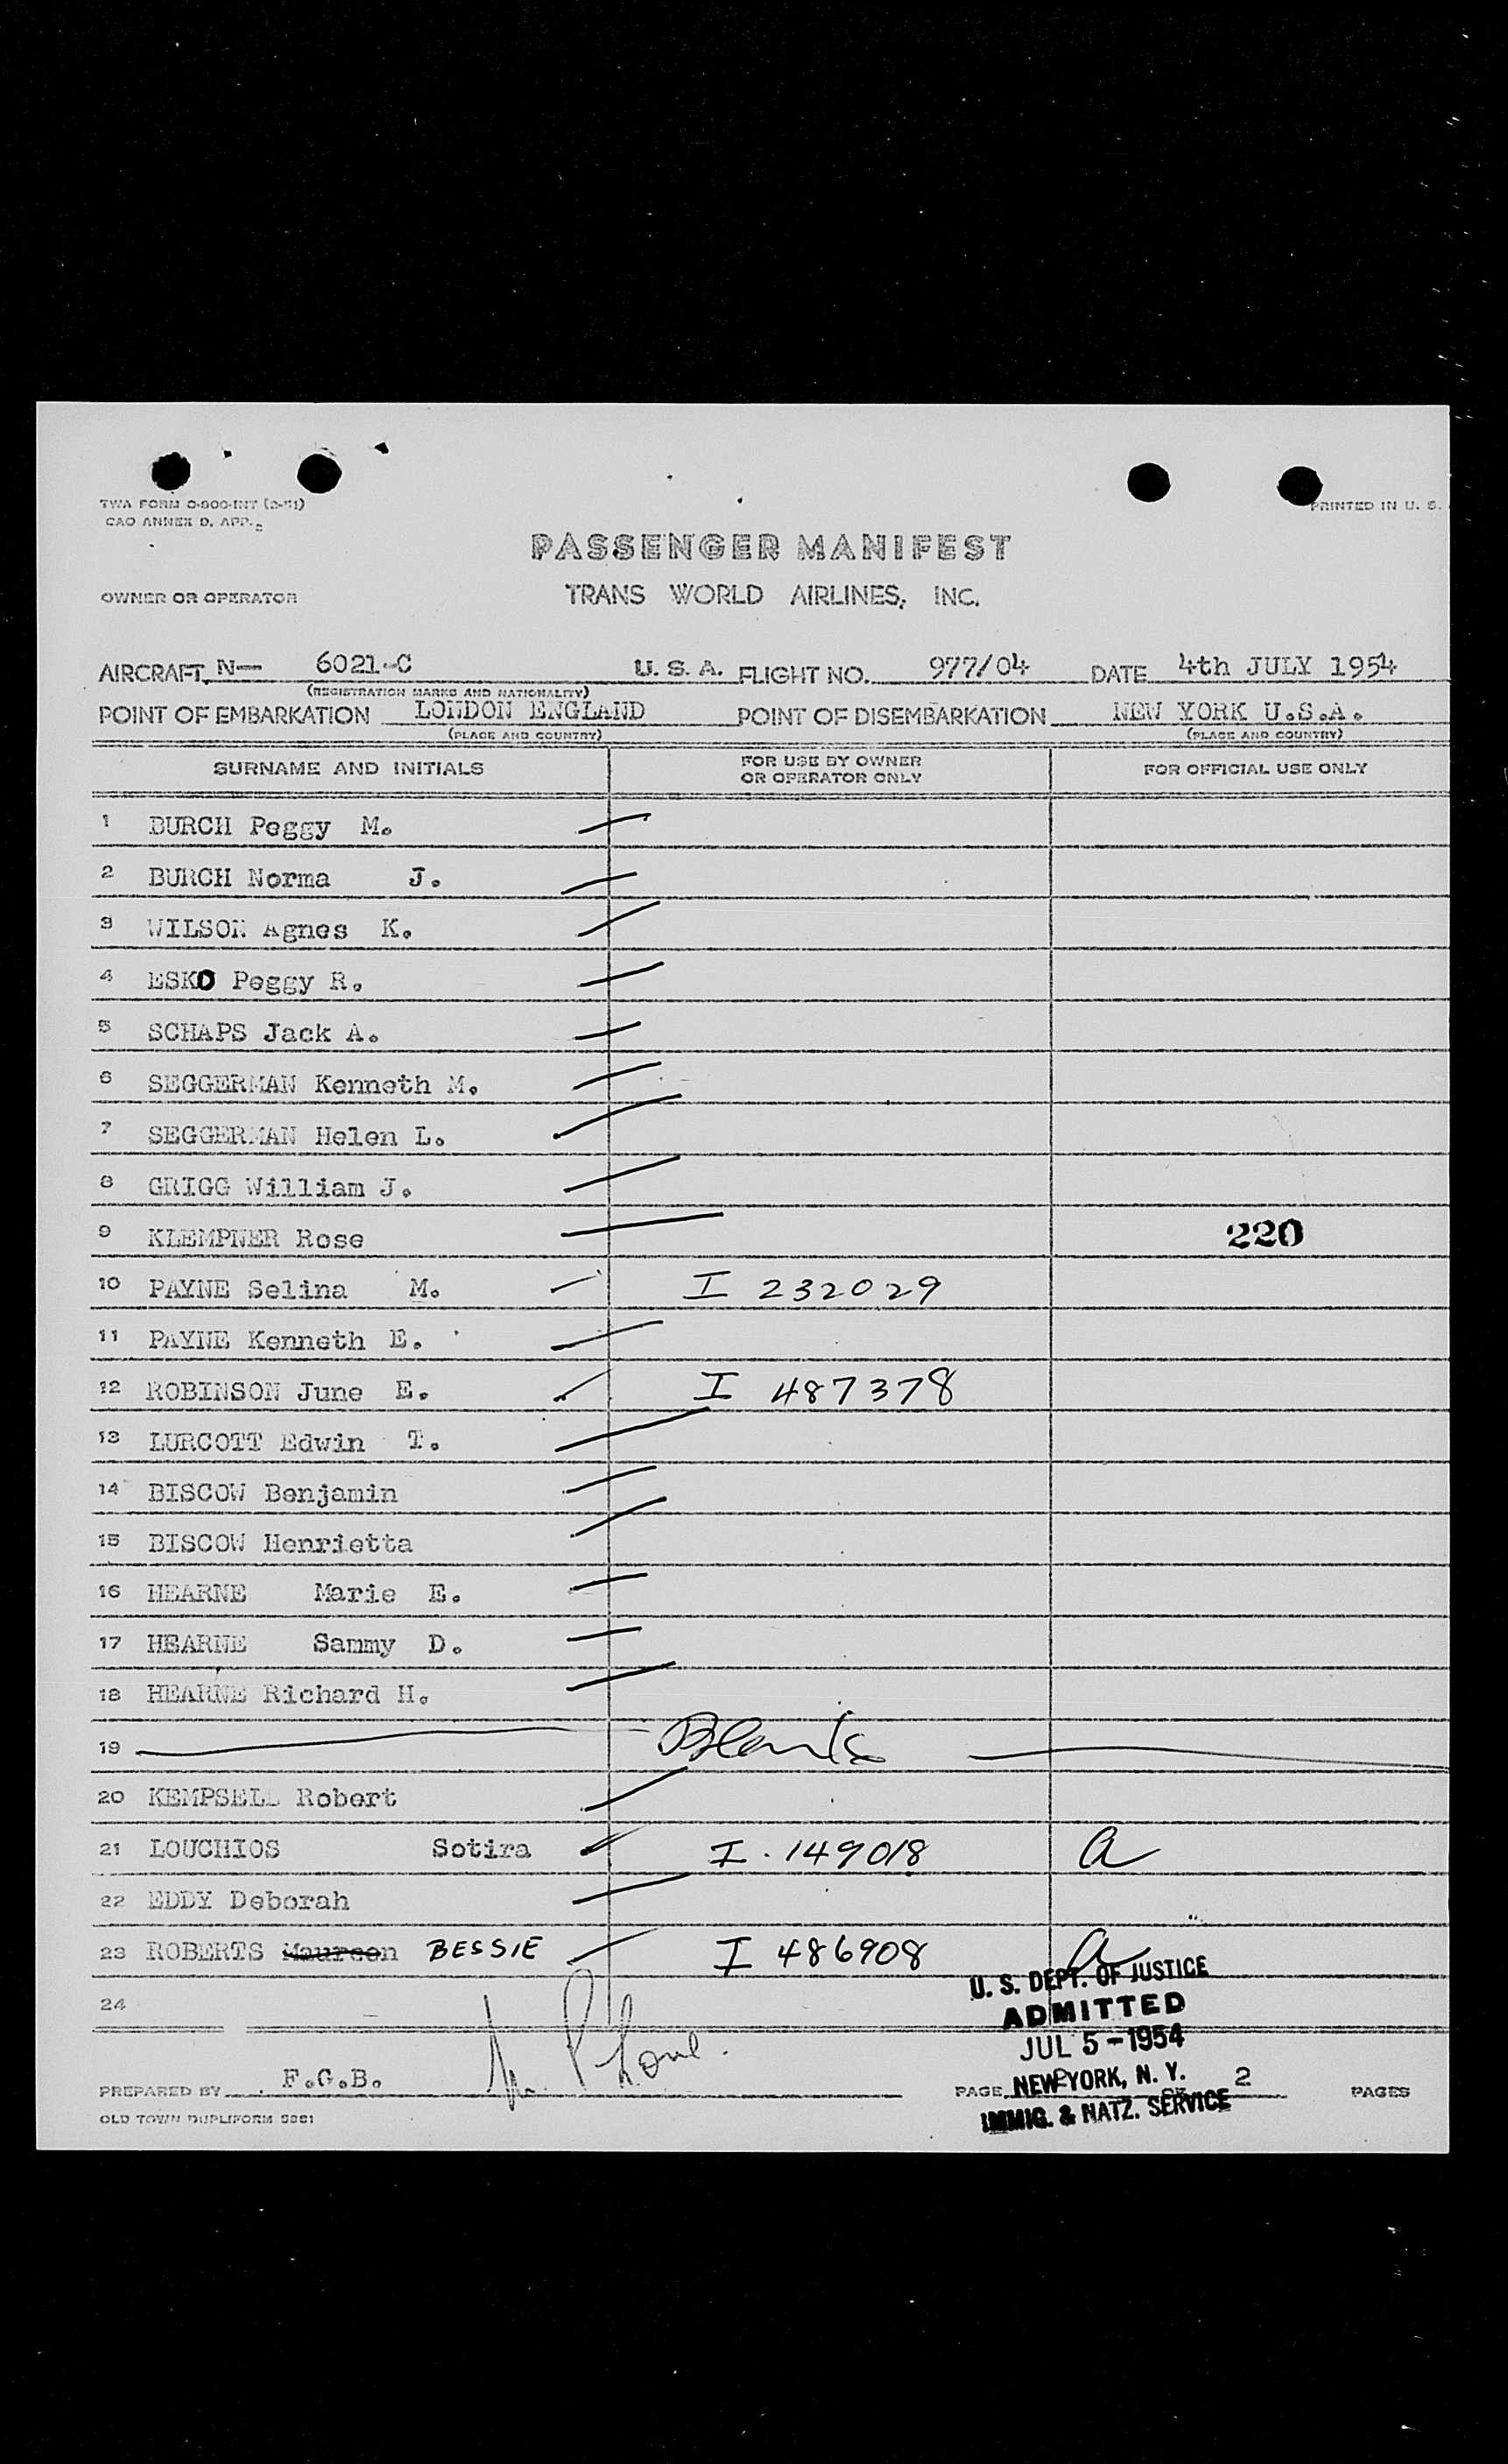 TWA FORM O-900-INT (2-51)
CAO ANNEX 9. APP. 2
PRINTED IN U. S.
PASSENGER MANIFEST
OWNER OR OPERATOR
TRANS WORLD AIRLINES, INC.
AIRCRAFT N— 6021-C U. S. A. FLIGHT NO. 977/04 DATE 4th JULY 1954
(REGISTRATION MARKS AND NATIONALITY)
POINT OF EMBARKATION LONDON ENGLAND POINT OF DISEMBARKATION NEW YORK U.S.A.
(PLACE AND COUNTRY) (PLACE AND COUNTRY)
SURNAME AND INITIALS FOR USE BY OWNER OR OPERATOR ONLY FOR OFFICIAL USE ONLY
1 BURCH Peggy M.
2 BURCH Norma J.
3 WILSON Agnes K.
4 ESKO Peggy R.
5 SCHAPS Jack A.
6 SEGGERMAN Kenneth M.
7 SEGGERMAN Helen L.
8 GRIGG William J.
9 KLEMPNER Rose 220
10 PAYNE Selina M. I 232029
11 PAYNE Kenneth E.
12 ROBINSON June E. I 487378
13 LURCOTT Edwin T.
14 BISCOW Benjamin
15 BISCOW Henrietta
16 HEARNE Marie E.
17 HEARNE Sammy D.
18 HEARNE Richard H.
19 Blank
20 KEMPSELL Robert
21 LOUCHIOS Sotira I. 149018 a
22 EDDY Deborah
23 ROBERTS Maureen BESSIE I 486908 a
24
U. S. DEPT. OF JUSTICE
ADMITTED
JUL 5 - 1954
NEW YORK, N. Y.
IMMIG. & NATZ. SERVICE
PREPARED BY F.G.B. PAGE 2 PAGES
OLD TOWN DUPLIFORM 5081